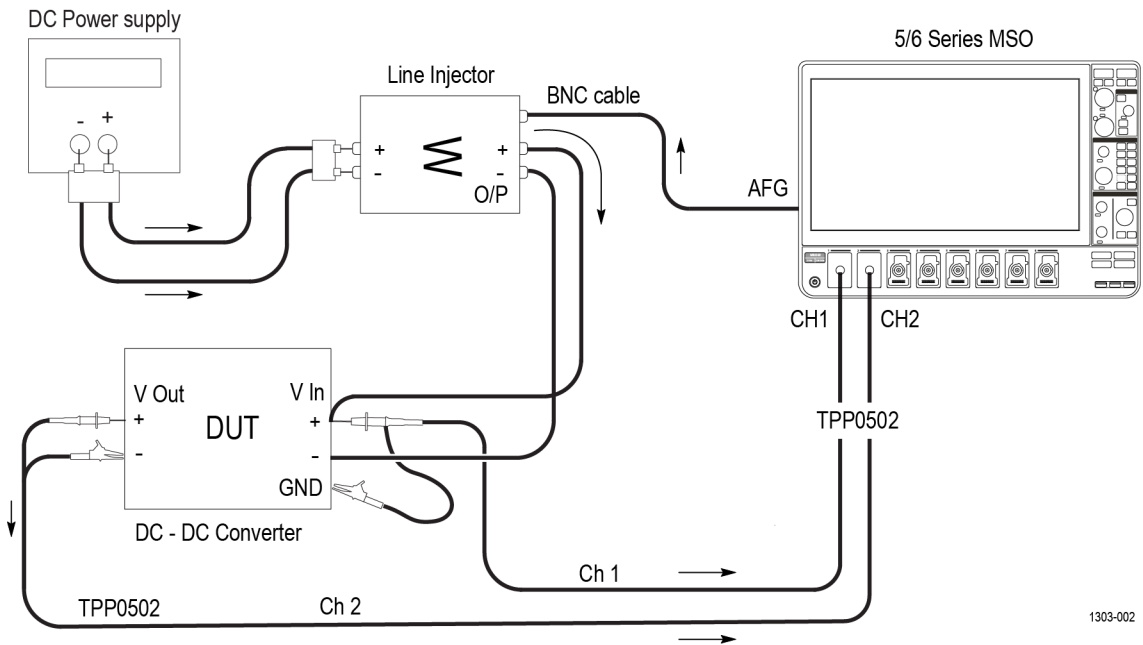 DC Power supply
5/6 Series MSO
Line Injector
BNC cable
- +
+ +
- -
O/P
AFG
CH1 CH2
V Out V In
+ DUT +
- -
GND
TPP0502
DC - DC Converter
Ch 1
TPP0502 Ch 2
1303-002